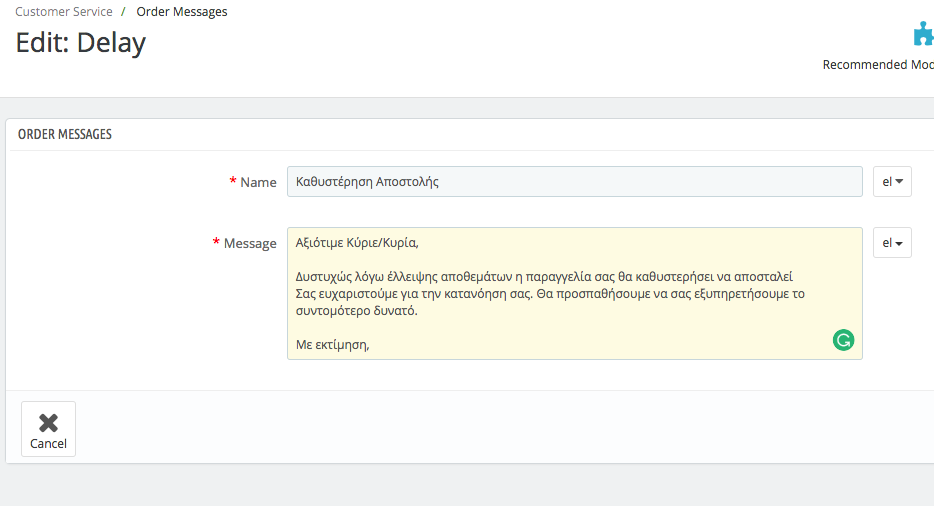 Customer Service / Order Messages
Edit: Delay
Recommended Mod
ORDER MESSAGES
* Name
Καθυστέρηση Αποστολής
el
* Message
Αξιότιμε Κύριε/Κυρία,
Δυστυχώς λόγω έλλειψης αποθεμάτων η παραγγελία σας θα καθυστερήσει να αποσταλεί
Σας ευχαριστούμε για την κατανόηση σας. Θα προσπαθήσουμε να σας εξυπηρετήσουμε το
συντομότερο δυνατό.
Με εκτίμηση,
el
Cancel